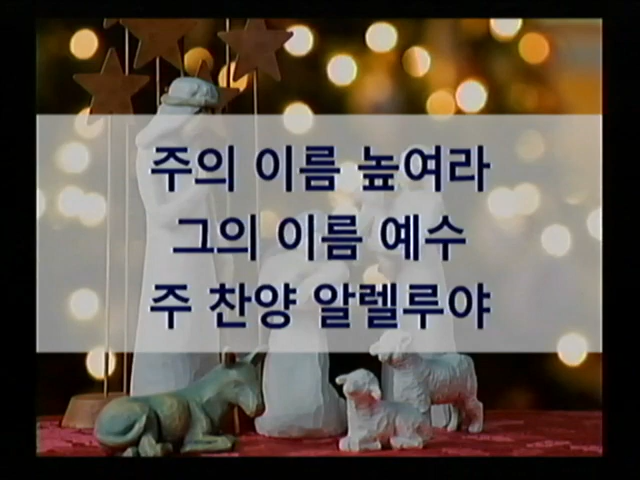 주의 이름 높여라
그의 이름 예수
주 찬양 알렐루야